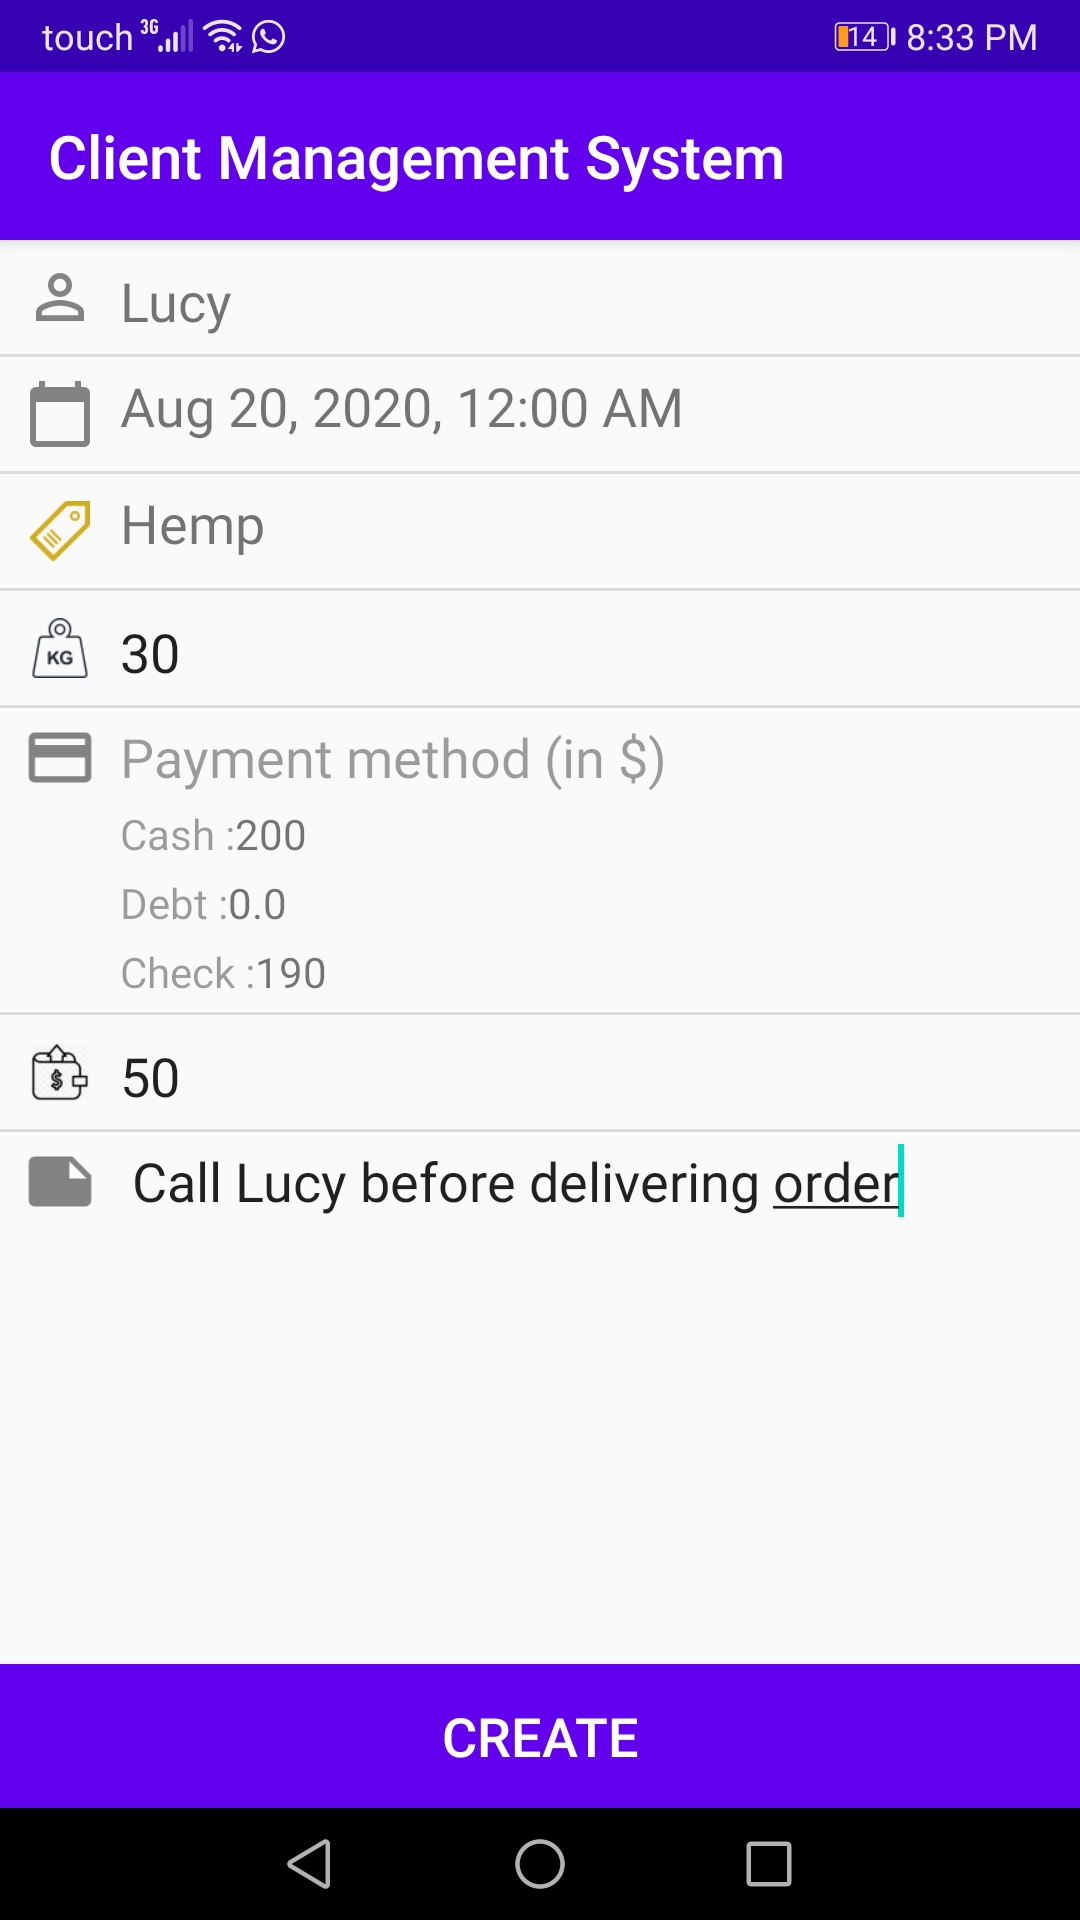 touch 3G 14 8:33 PM
Client Management System
Lucy
Aug 20, 2020, 12:00 AM
Hemp
KG 30
Payment method (in $)
Cash :200
Debt :0.0
Check :190
$ 50
Call Lucy before delivering order
CREATE